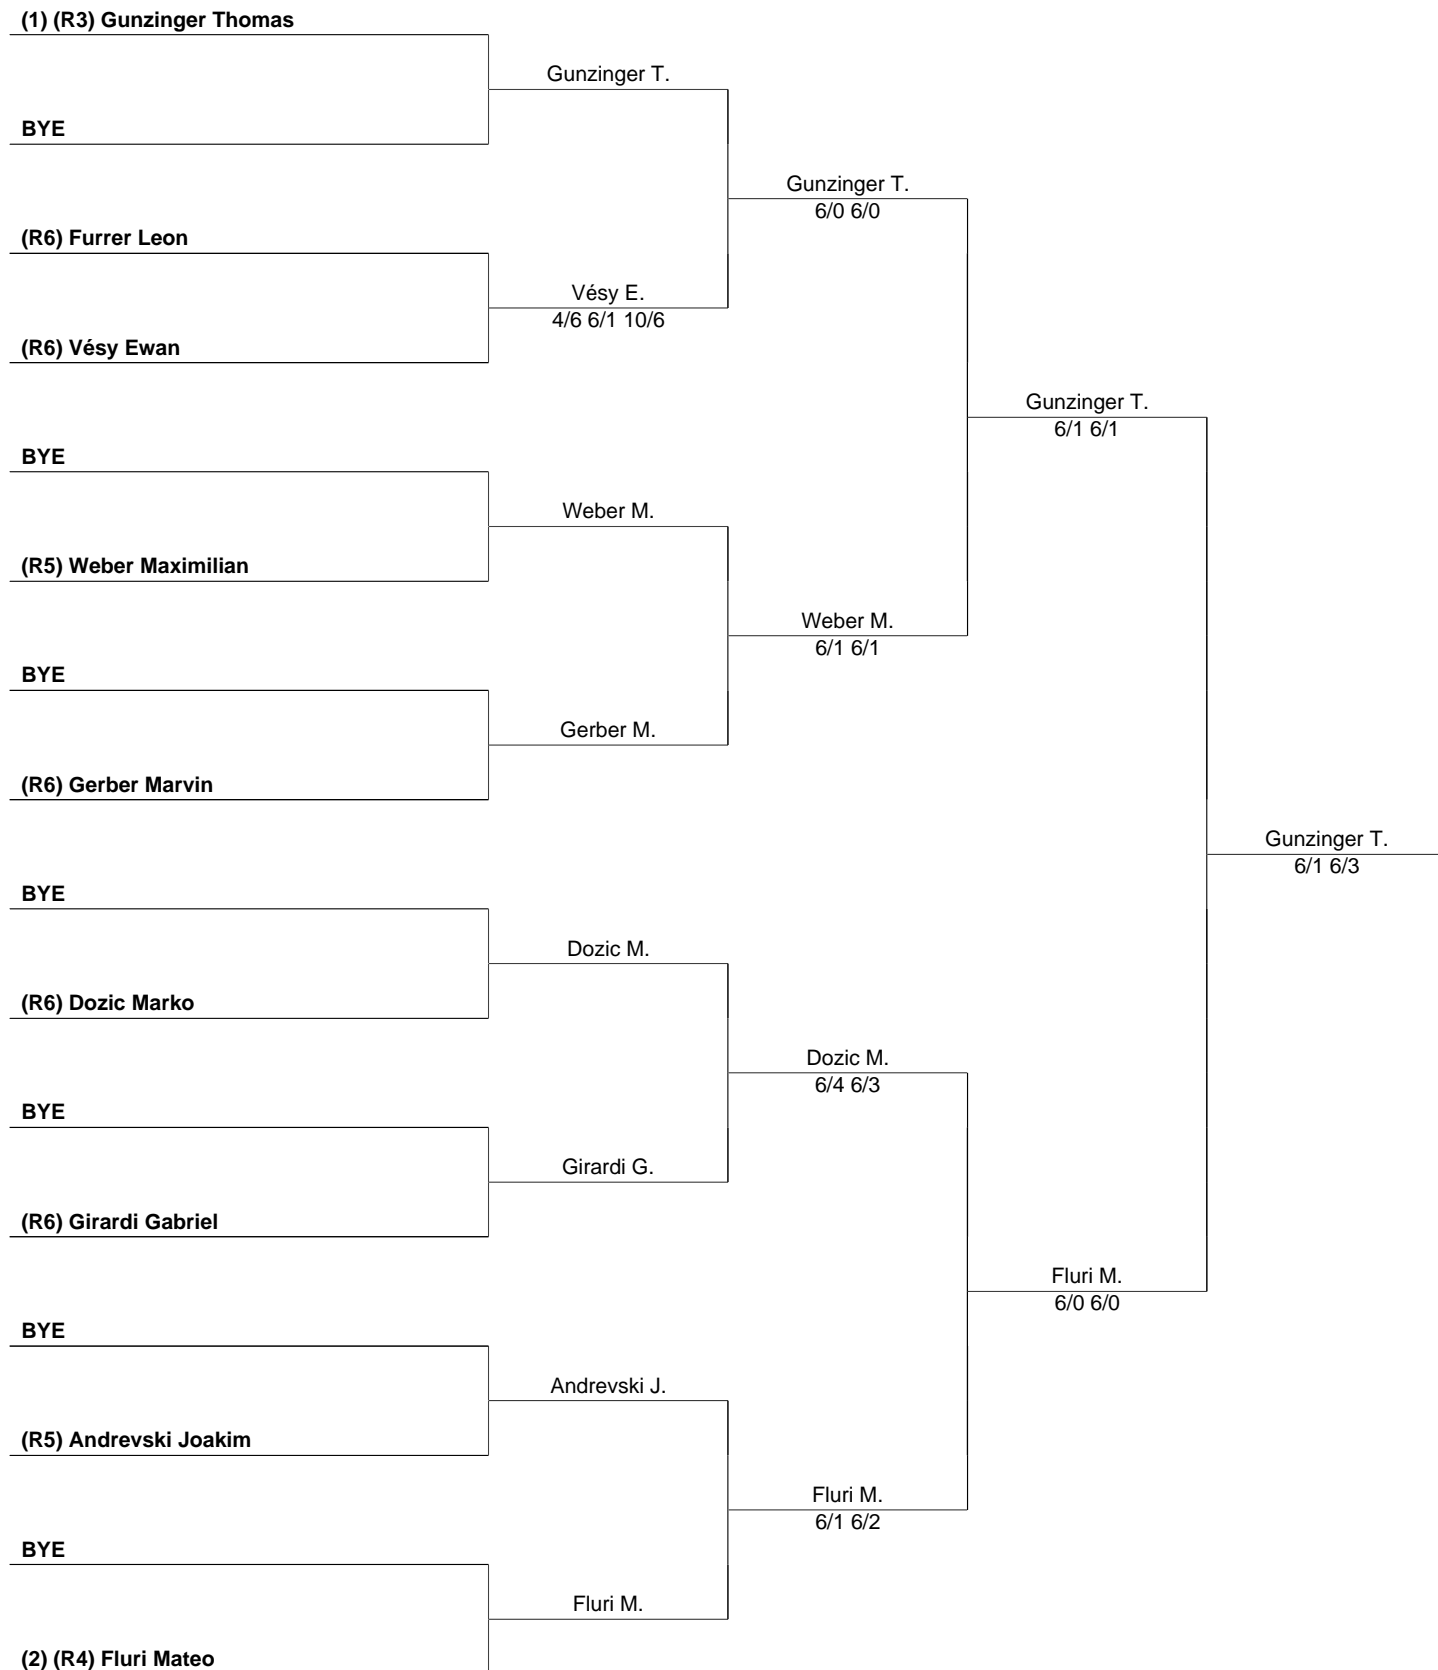 (1) (R3) Gunzinger Thomas
Gunzinger T.
BYE
Gunzinger T.
6/0 6/0
(R6) Furrer Leon
Vésy E.
4/6 6/1 10/6
(R6) Vésy Ewan
Gunzinger T.
6/1 6/1
BYE
Weber M.
(R5) Weber Maximilian
Weber M.
6/1 6/1
BYE
Gerber M.
(R6) Gerber Marvin
Gunzinger T.
6/1 6/3
BYE
Dozic M.
(R6) Dozic Marko
Dozic M.
6/4 6/3
BYE
Girardi G.
(R6) Girardi Gabriel
Fluri M.
6/0 6/0
BYE
Andrevski J.
(R5) Andrevski Joakim
Fluri M.
6/1 6/2
BYE
Fluri M.
(2) (R4) Fluri Mateo